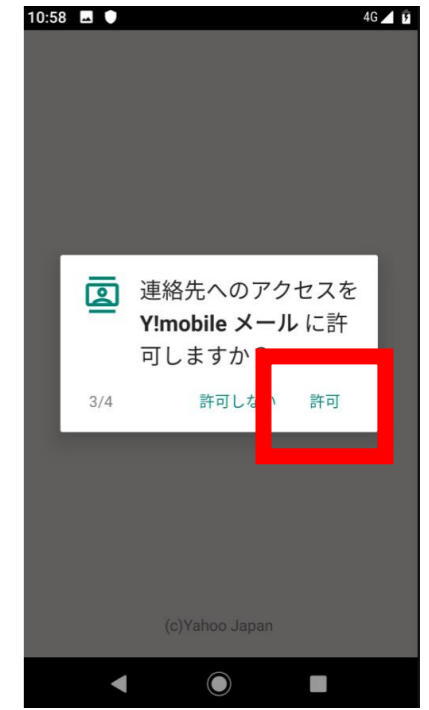 10:58 4G
連絡先へのアクセスを
Y!mobile メール に許
可しますか?
3/4 許可しない 許可
(c)Yahoo Japan